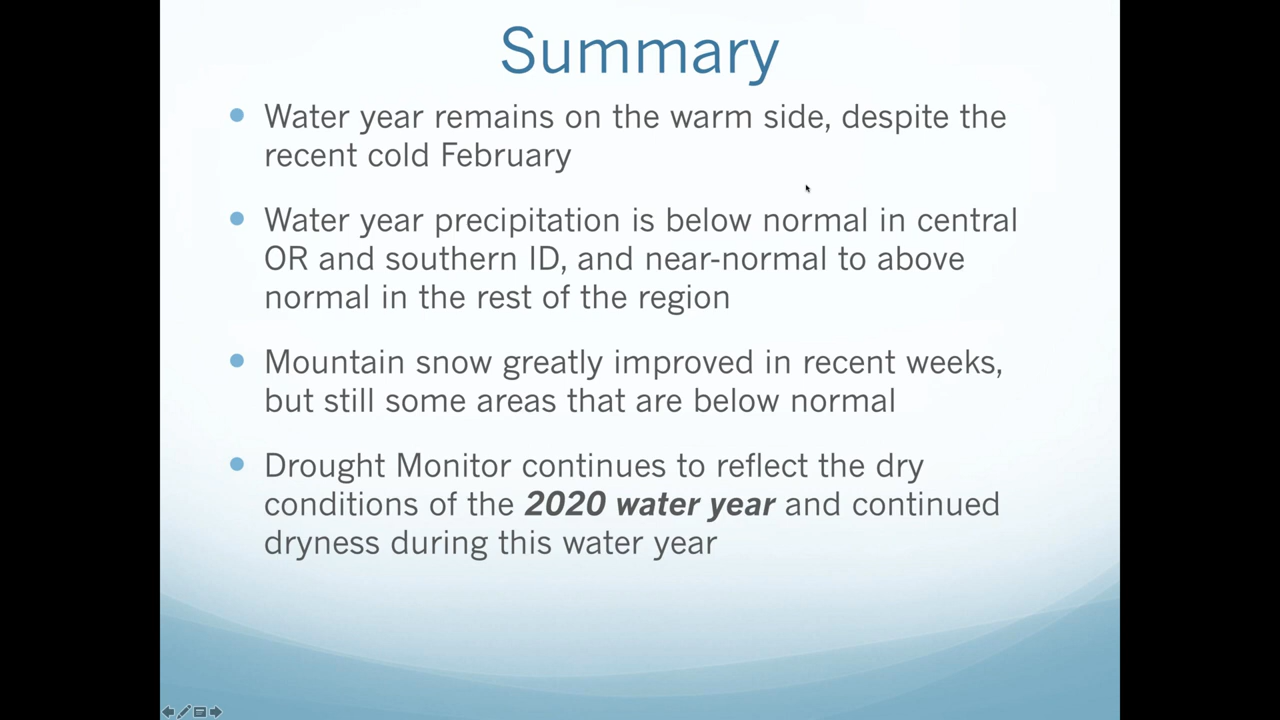 Summary
• Water year remains on the warm side, despite the
recent cold February
• Water year precipitation is below normal in central
OR and southern ID, and near-normal to above
normal in the rest of the region
• Mountain snow greatly improved in recent weeks,
but still some areas that are below normal
• Drought Monitor continues to reflect the dry
conditions of the 2020 water year and continued
dryness during this water year